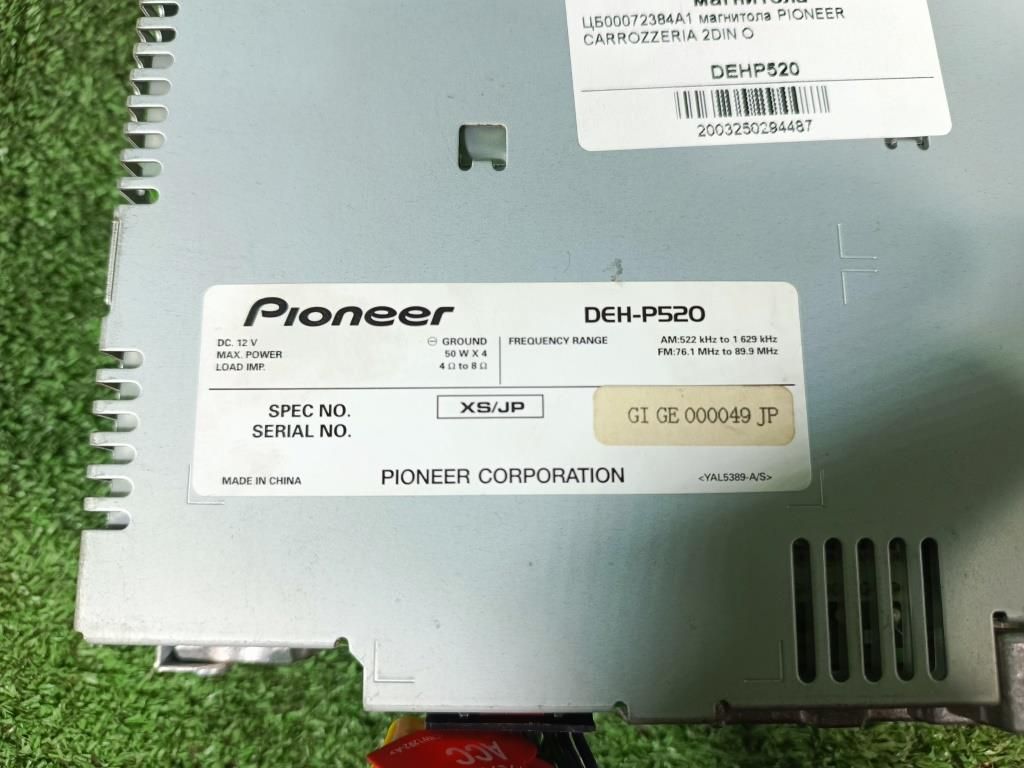 магнитола
ЦБ00072384А1 магнитола PIONEER
CARROZZERIA 2DIN O
DEHP520
2003250294487
Pioneer DEH-P520
DC. 12 V ⊖ GROUND
MAX. POWER 50 W X 4
LOAD IMP. 4 Ω to 8 Ω
FREQUENCY RANGE AM:522 kHz to 1 629 kHz
FM:76.1 MHz to 89.9 MHz
SPEC NO. XS/JP
SERIAL NO. GI GE 000049 JP
MADE IN CHINA PIONEER CORPORATION <YAL5389-A/S>
ACC